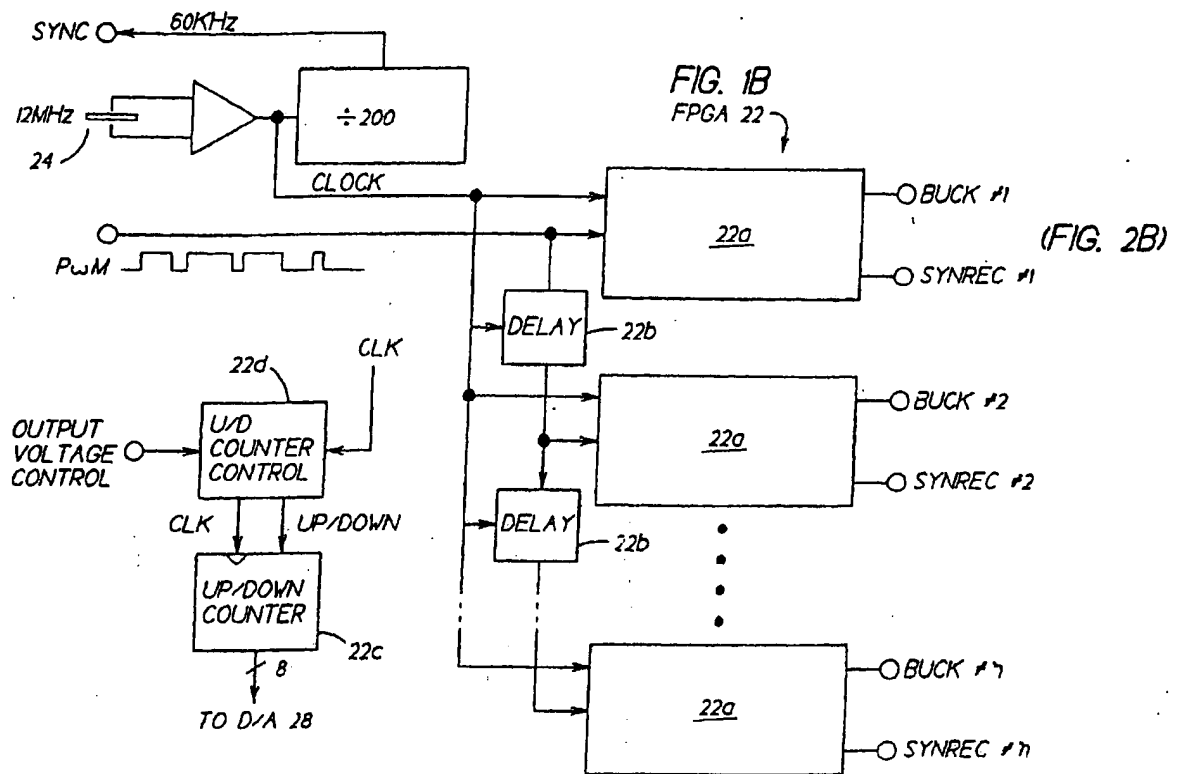 SYNC
60KHz
FIG. 1B
FPGA 22
12MHz
24
÷200
CLOCK
22a
BUCK #1
SYNREC #1
(FIG. 2B)
PwM
DELAY
22b
CLK
22d
U/D
COUNTER
CONTROL
OUTPUT
VOLTAGE
CONTROL
22a
BUCK #2
SYNREC #2
DELAY
22b
CLK
UP/DOWN
UP/DOWN
COUNTER
22c
8
TO D/A 28
22a
BUCK #n
SYNREC #n